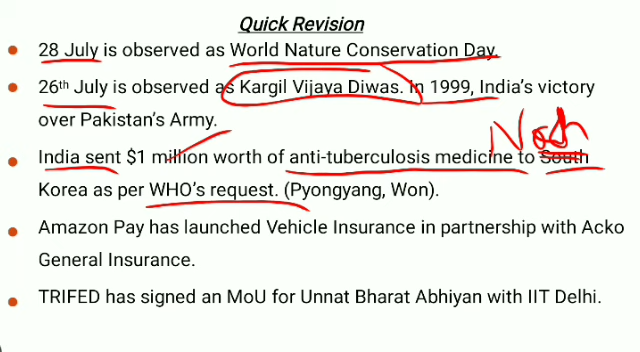 Quick Revision
• 28 July is observed as World Nature Conservation Day.
• 26th July is observed as Kargil Vijaya Diwas. In 1999, India's victory
over Pakistan's Army.
North
• India sent $1 million worth of anti-tuberculosis medicine to South
Korea as per WHO's request. (Pyongyang, Won).
• Amazon Pay has launched Vehicle Insurance in partnership with Acko
General Insurance.
• TRIFED has signed an MoU for Unnat Bharat Abhiyan with IIT Delhi.